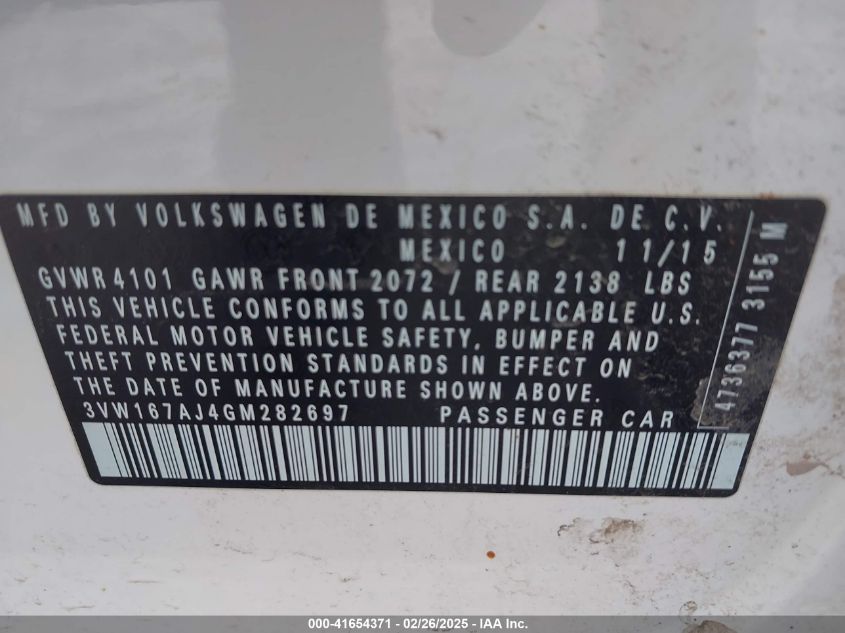 MFD BY VOLKSWAGEN DE MEXICO S.A. DE C.V.
MEXICO 11/15
GVWR 4101 GAWR FRONT 2072 / REAR 2138 LBS
THIS VEHICLE CONFORMS TO ALL APPLICABLE U.S.
FEDERAL MOTOR VEHICLE SAFETY, BUMPER AND
THEFT PREVENTION STANDARDS IN EFFECT ON
THE DATE OF MANUFACTURE SHOWN ABOVE.
3VW167AJ4GM282697 PASSENGER CAR
4736377 3155 M
000-41654371 - 02/26/2025 - IAA Inc.